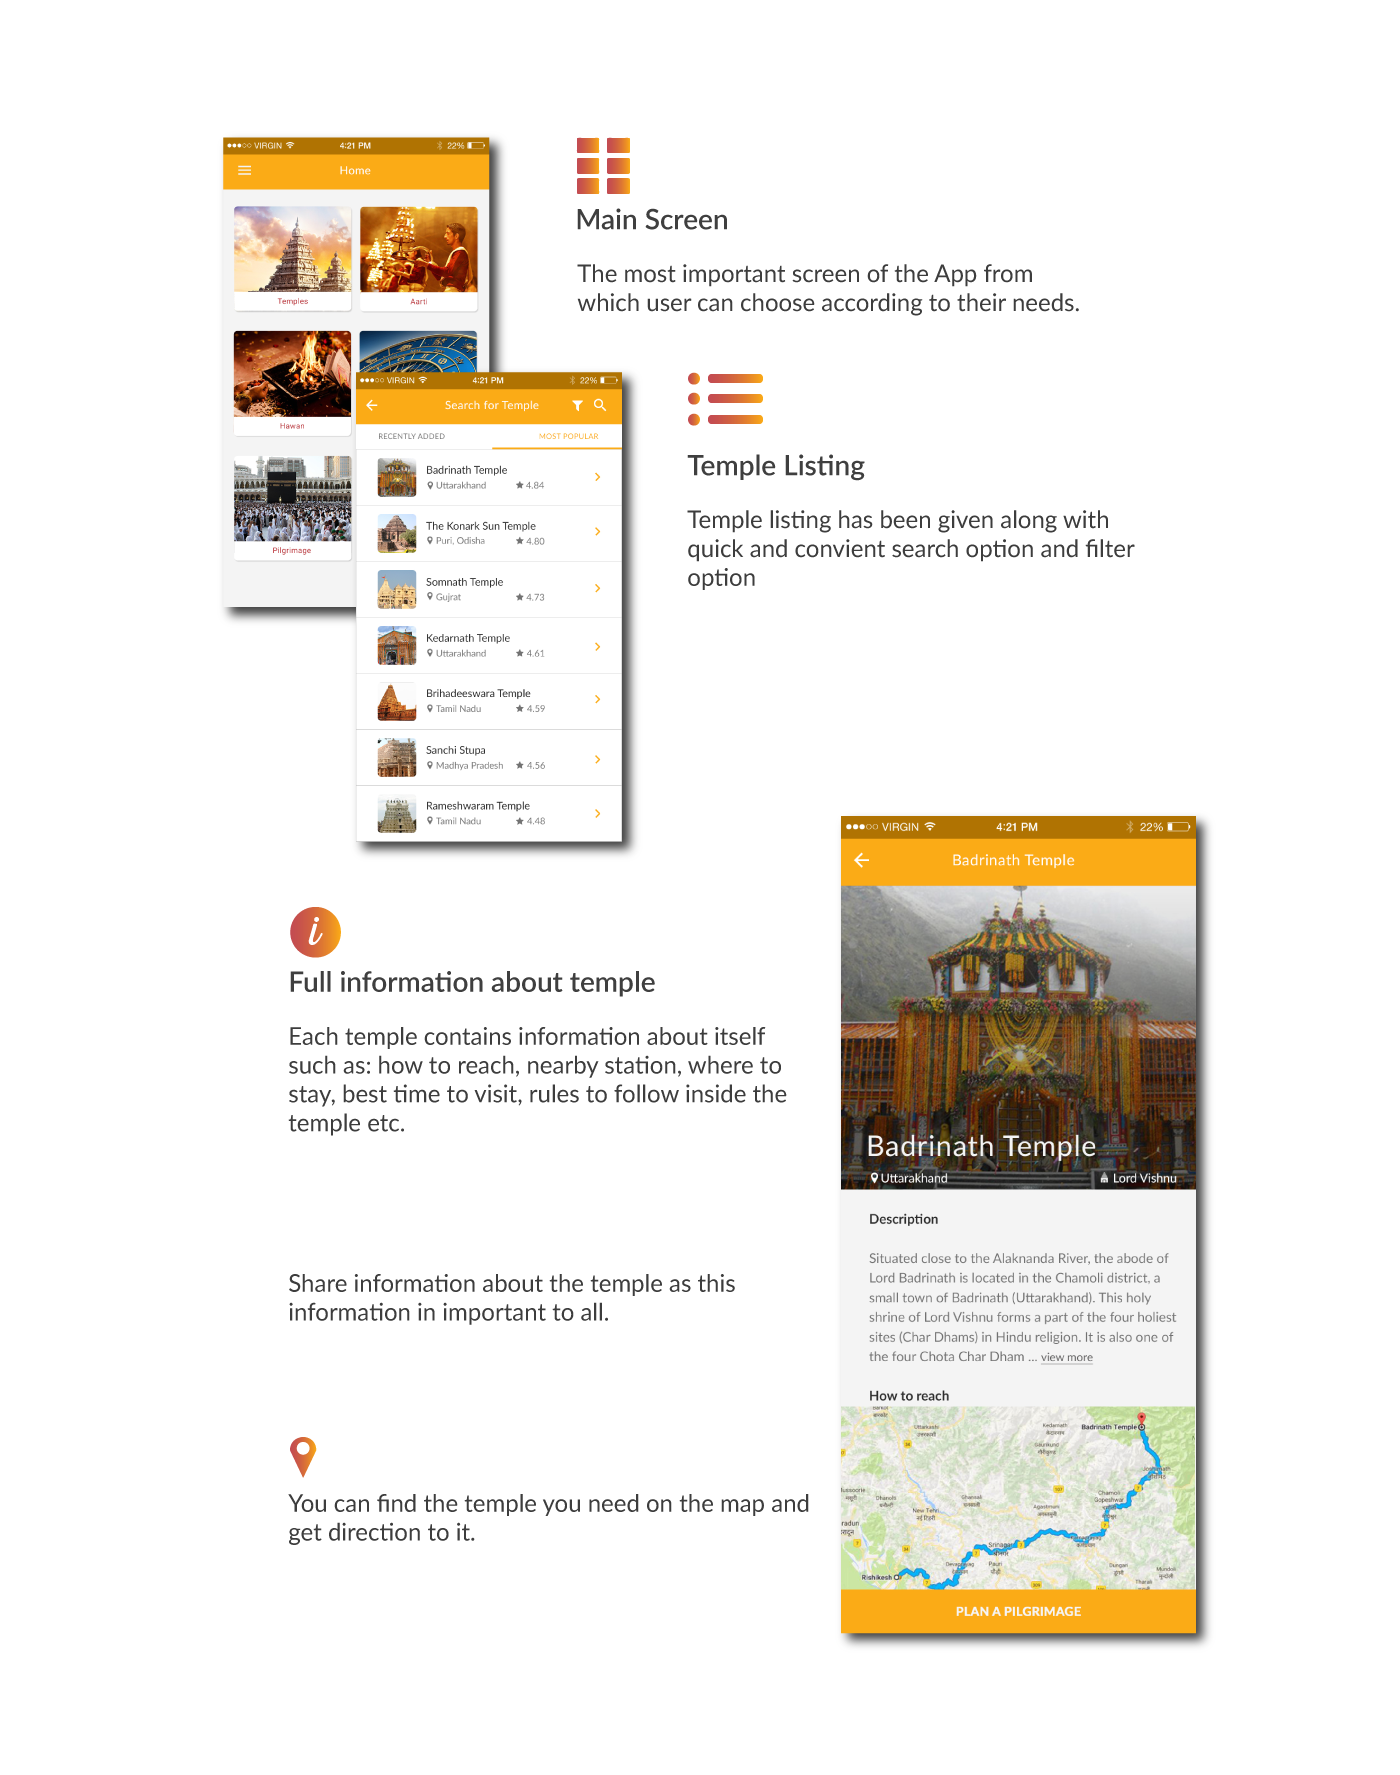 VIRGIN 4:21 PM 22%
Home
Temples
Aarti
Hawan
Pilgrimage
Main Screen
The most important screen of the App from
which user can choose according to their needs.
VIRGIN 4:21 PM 22%
Search for Temple
RECENTLY ADDED MOST POPULAR
Badrinath Temple
Uttarakhand 4.84
The Konark Sun Temple
Puri, Odisha 4.80
Somnath Temple
Gujrat 4.73
Kedarnath Temple
Uttarakhand 4.61
Brihadeeswara Temple
Tamil Nadu 4.59
Sanchi Stupa
Madhya Pradesh 4.56
Rameshwaram Temple
Tamil Nadu 4.48
Temple Listing
Temple listing has been given along with
quick and convient search option and filter
option
i
Full information about temple
Each temple contains information about itself
such as: how to reach, nearby station, where to
stay, best time to visit, rules to follow inside the
temple etc.
Share information about the temple as this
information in important to all.
You can find the temple you need on the map and
get direction to it.
VIRGIN 4:21 PM 22%
Badrinath Temple
Badrinath Temple
Uttarakhand Lord Vishnu
Description
Situated close to the Alaknanda River, the abode of
Lord Badrinath is located in the Chamoli district, a
small town of Badrinath (Uttarakhand). This holy
shrine of Lord Vishnu forms a part of the four holiest
sites (Char Dhams) in Hindu religion. It is also one of
the four Chota Char Dham ... view more
How to reach
Kedarnath
Badrinath Temple
New Tehri
नई टिहरी
Chamoli
Gopeshwar
Srinagar
Pauri
पौड़ी
Devaprayag
Rishikesh
Dungari
Tharali
PLAN A PILGRIMAGE